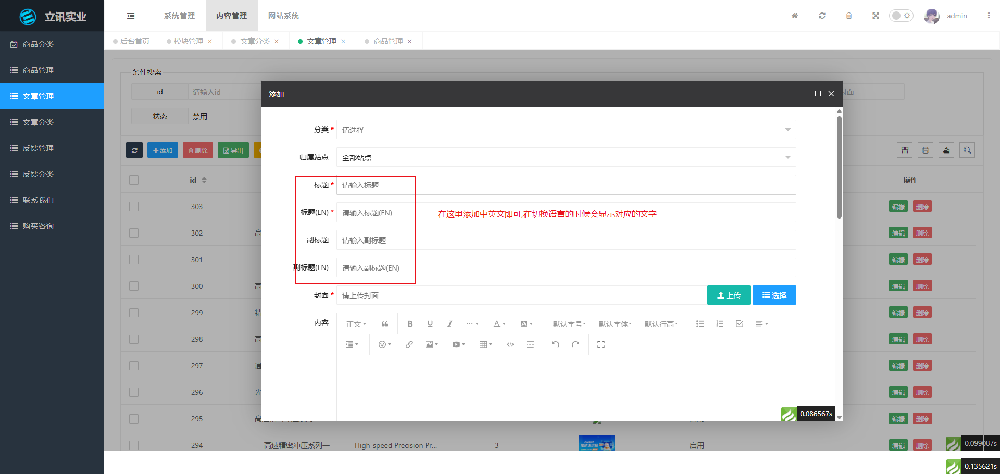 立讯实业
系统管理
内容管理
网站系统
admin
后台首页
模块管理
文章分类
文章管理
商品管理
商品分类
商品管理
文章管理
文章分类
反馈管理
反馈分类
联系我们
购买咨询
条件搜索
id
请输入id
封面
状态
禁用
添加
删除
导出
id
操作
303
编辑 删除
302
高
编辑 删除
301
编辑 删除
300
高
编辑 删除
299
精
编辑 删除
298
高
编辑 删除
297
通
编辑 删除
296
光
编辑 删除
295
编辑 删除
294
高速精密冲压系列一
High-speed Precision Pr...
3
启用
编辑 删除
添加
分类 *
请选择
归属站点
全部站点
标题 *
请输入标题
标题(EN) *
请输入标题(EN)
在这里添加中英文即可,在切换语言的时候会显示对应的文字
副标题
请输入副标题
副标题(EN)
请输入副标题(EN)
封面 *
请上传封面
上传
选择
内容
正文
默认字号
默认字体
默认行高
0.086567s
0.099087s
0.135621s